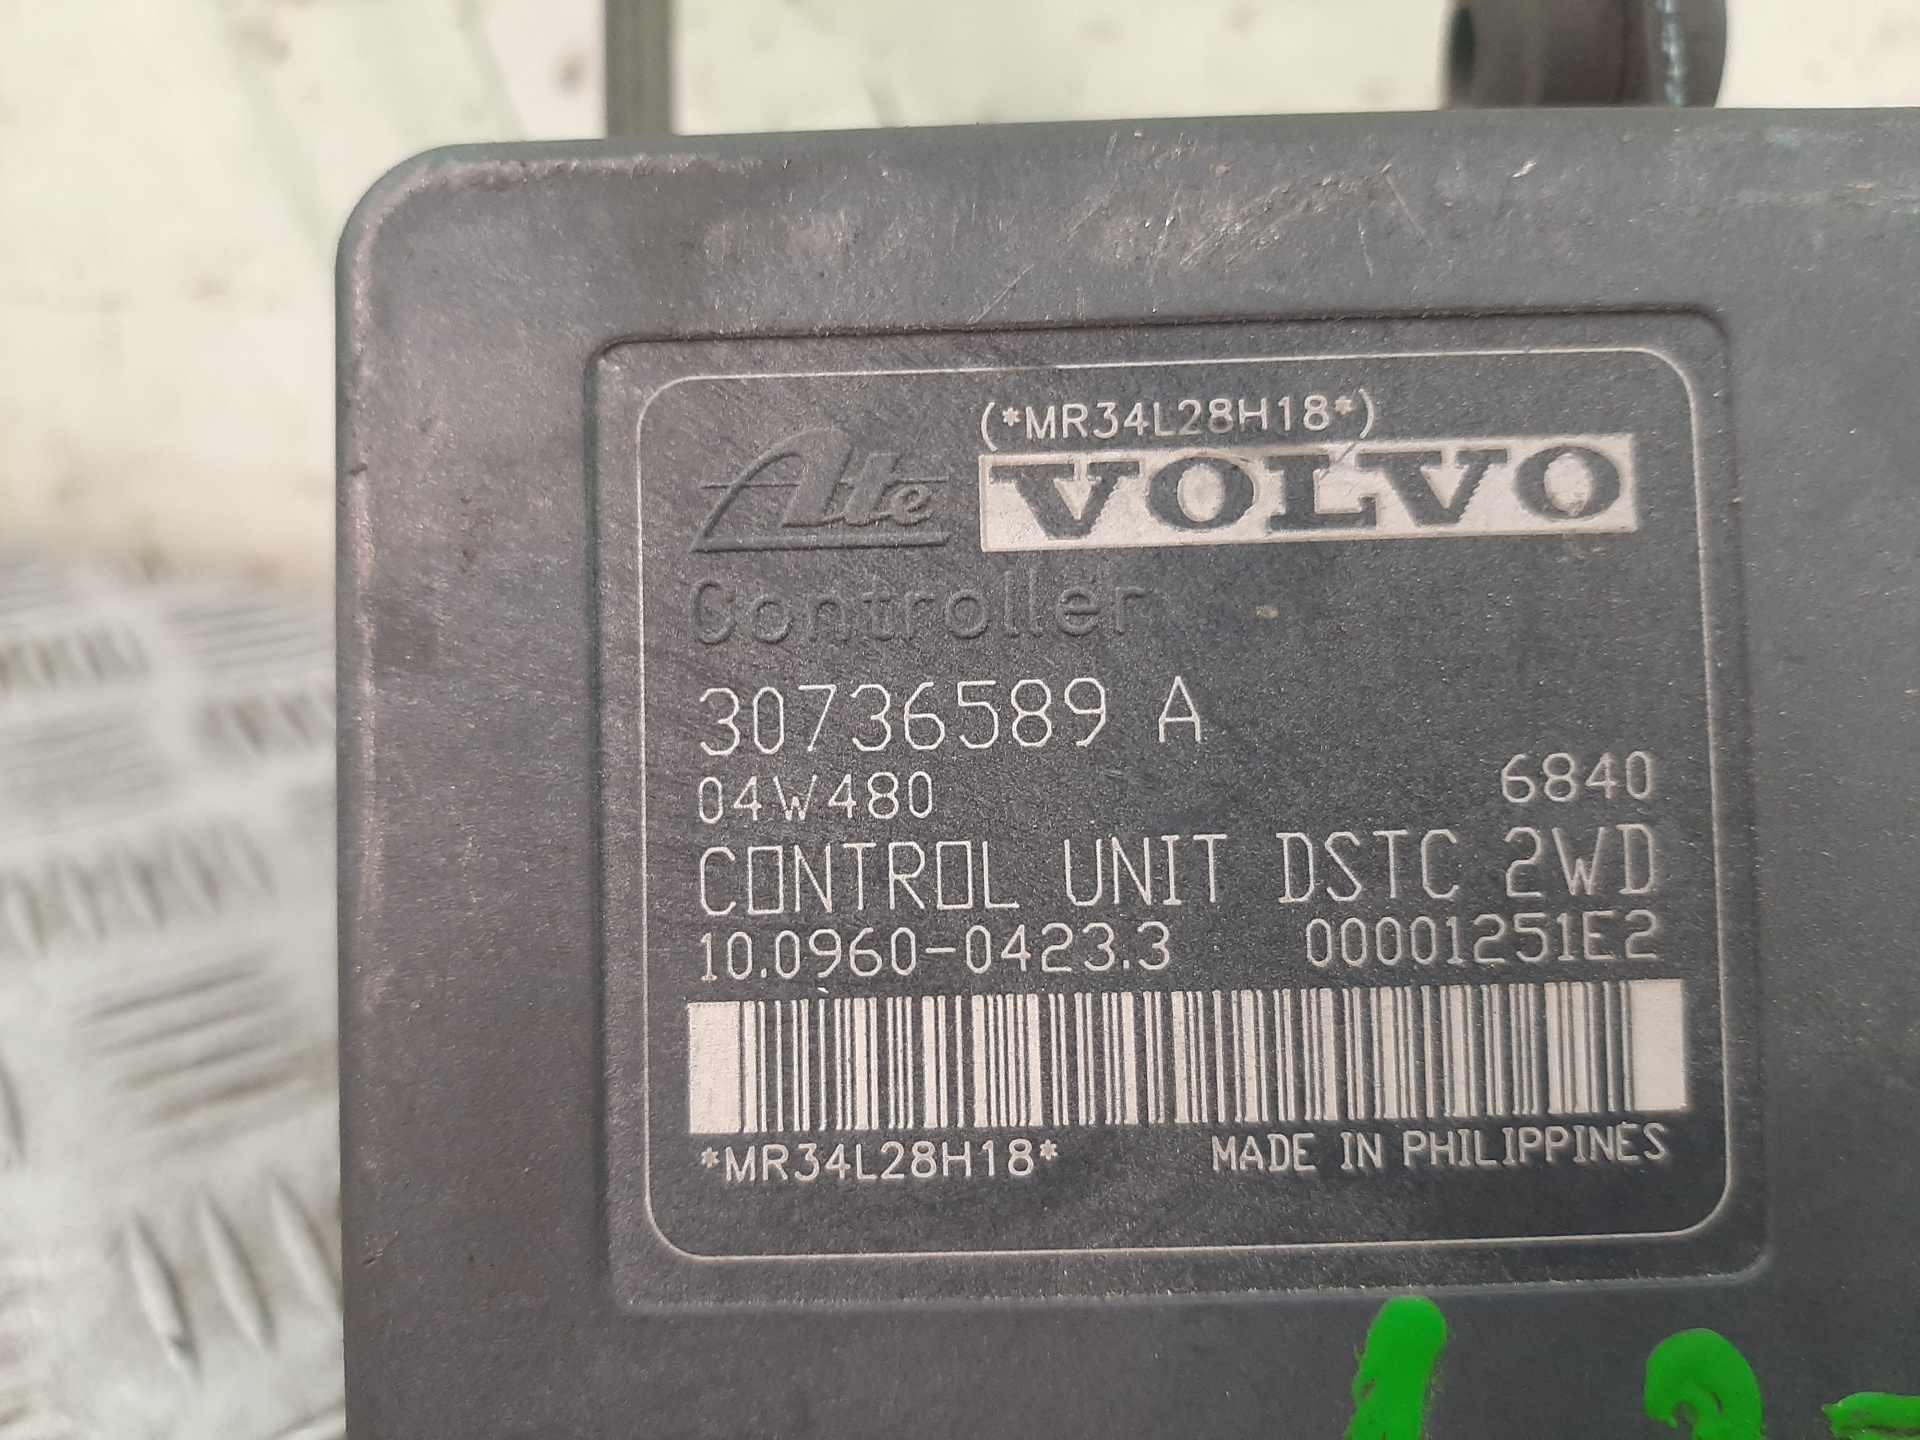 (*MR34L28H18*)
Ate VOLVO
Controller
30736589 A
04W480 6840
CONTROL UNIT DSTC 2WD
10.0960-0423.3 00001251E2
*MR34L28H18* MADE IN PHILIPPINES